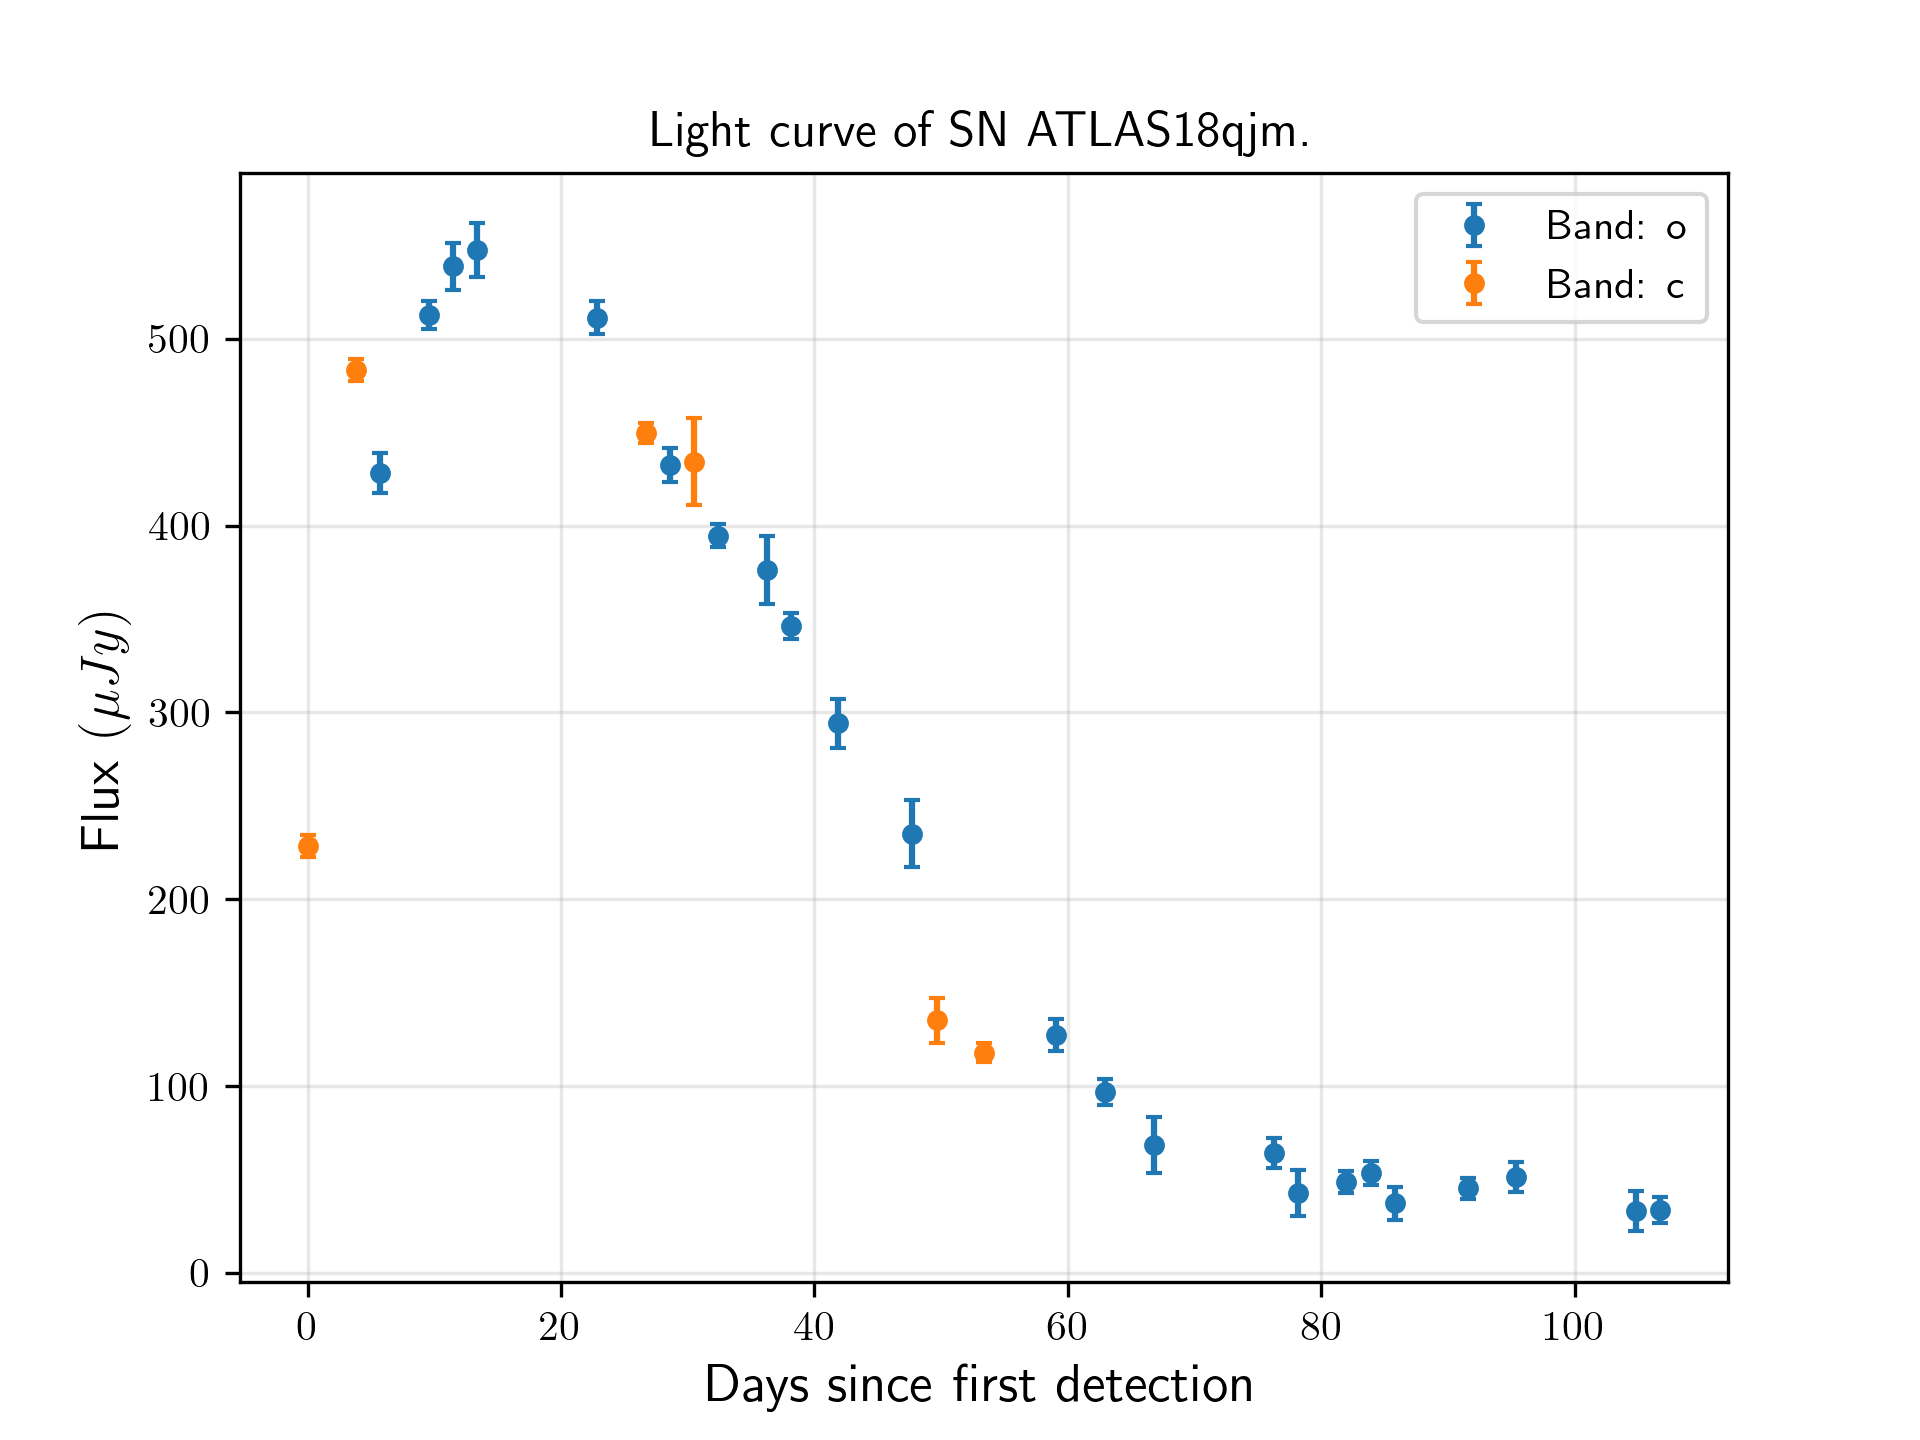 Light curve of SN ATLAS18qjm.
Band: o
Band: c
Flux (μJy)
500
400
300
200
100
0
0 20 40 60 80 100
Days since first detection